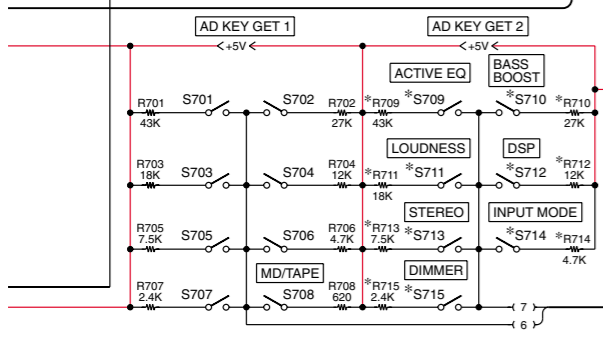 AD KEY GET 1 AD KEY GET 2
+5V +5V
ACTIVE EQ BASS BOOST
R701 43K S701 S702 R702 27K *R709 43K *S709 *S710 *R710 27K
LOUDNESS DSP
R703 18K S703 S704 R704 12K *R711 18K *S711 *S712 *R712 12K
STEREO INPUT MODE
R705 7.5K S705 S706 R706 4.7K *R713 7.5K *S713 *S714 *R714 4.7K
MD/TAPE DIMMER
R707 2.4K S707 S708 R708 620 *R715 2.4K *S715
7
6